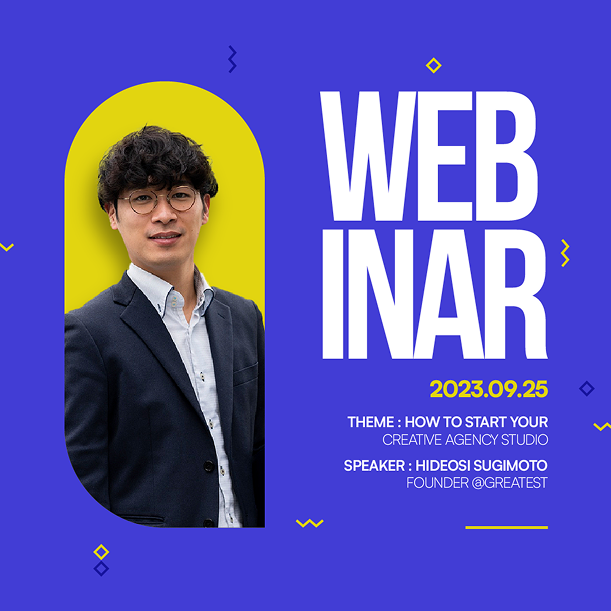 WEB
INAR
2023.09.25
THEME : HOW TO START YOUR
CREATIVE AGENCY STUDIO
SPEAKER : HIDEOSI SUGIMOTO
FOUNDER @GREATEST